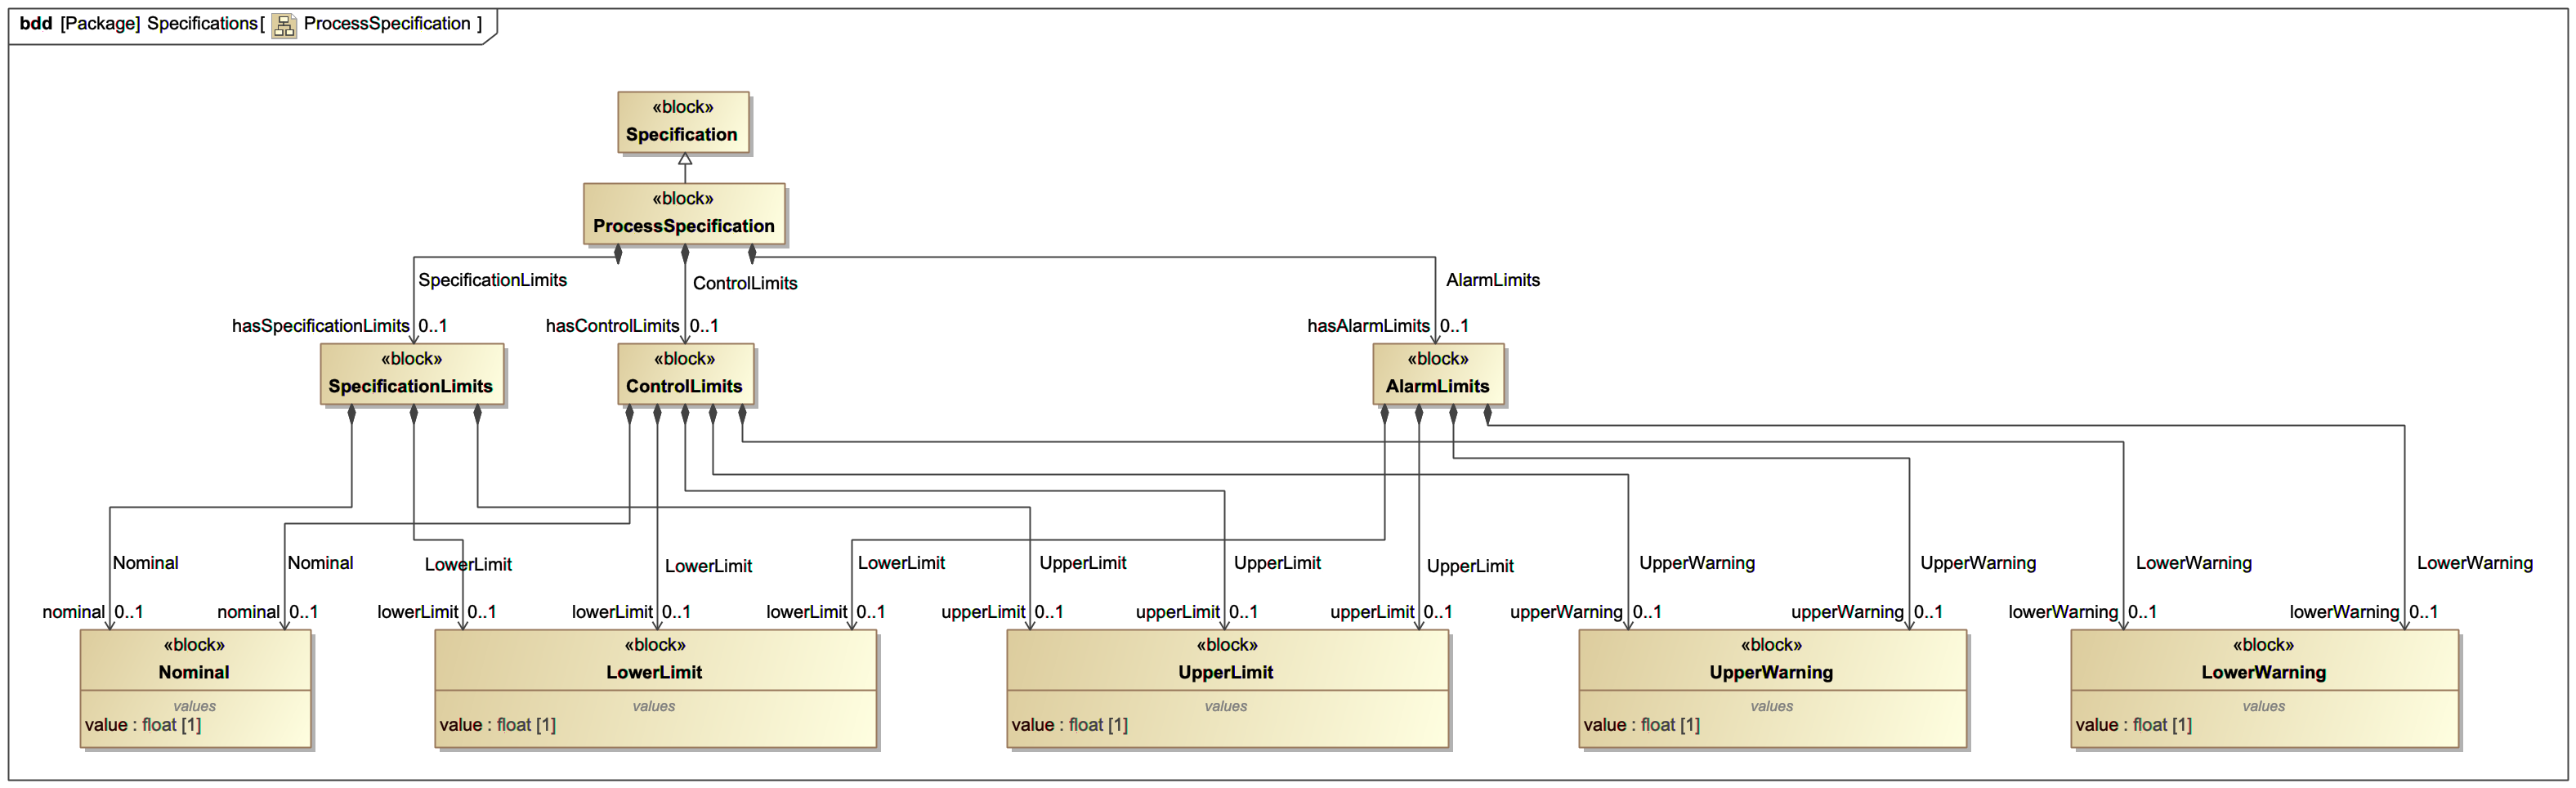 bdd [Package] Specifications[ ProcessSpecification ]
«block»
Specification
«block»
ProcessSpecification
SpecificationLimits
ControlLimits
AlarmLimits
hasSpecificationLimits 0..1
hasControlLimits 0..1
hasAlarmLimits 0..1
«block»
SpecificationLimits
«block»
ControlLimits
«block»
AlarmLimits
Nominal
Nominal
LowerLimit
LowerLimit
LowerLimit
UpperLimit
UpperLimit
UpperLimit
UpperWarning
UpperWarning
LowerWarning
LowerWarning
nominal 0..1
nominal 0..1
lowerLimit 0..1
lowerLimit 0..1
lowerLimit 0..1
upperLimit 0..1
upperLimit 0..1
upperLimit 0..1
upperWarning 0..1
upperWarning 0..1
lowerWarning 0..1
lowerWarning 0..1
«block»
Nominal
values
value : float [1]
«block»
LowerLimit
values
value : float [1]
«block»
UpperLimit
values
value : float [1]
«block»
UpperWarning
values
value : float [1]
«block»
LowerWarning
values
value : float [1]